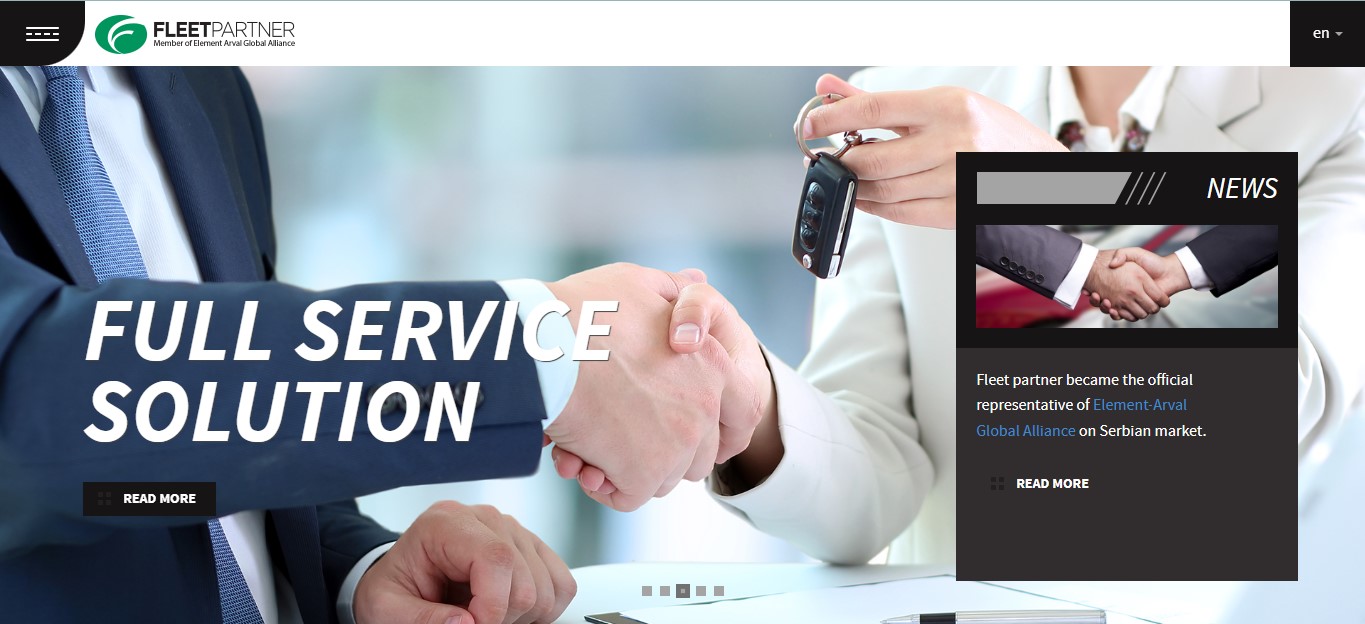 FLEETPARTNER
Member of Element Arval Global Alliance
en
NEWS
FULL SERVICE
SOLUTION
READ MORE
Fleet partner became the official
representative of Element-Arval
Global Alliance on Serbian market.
READ MORE